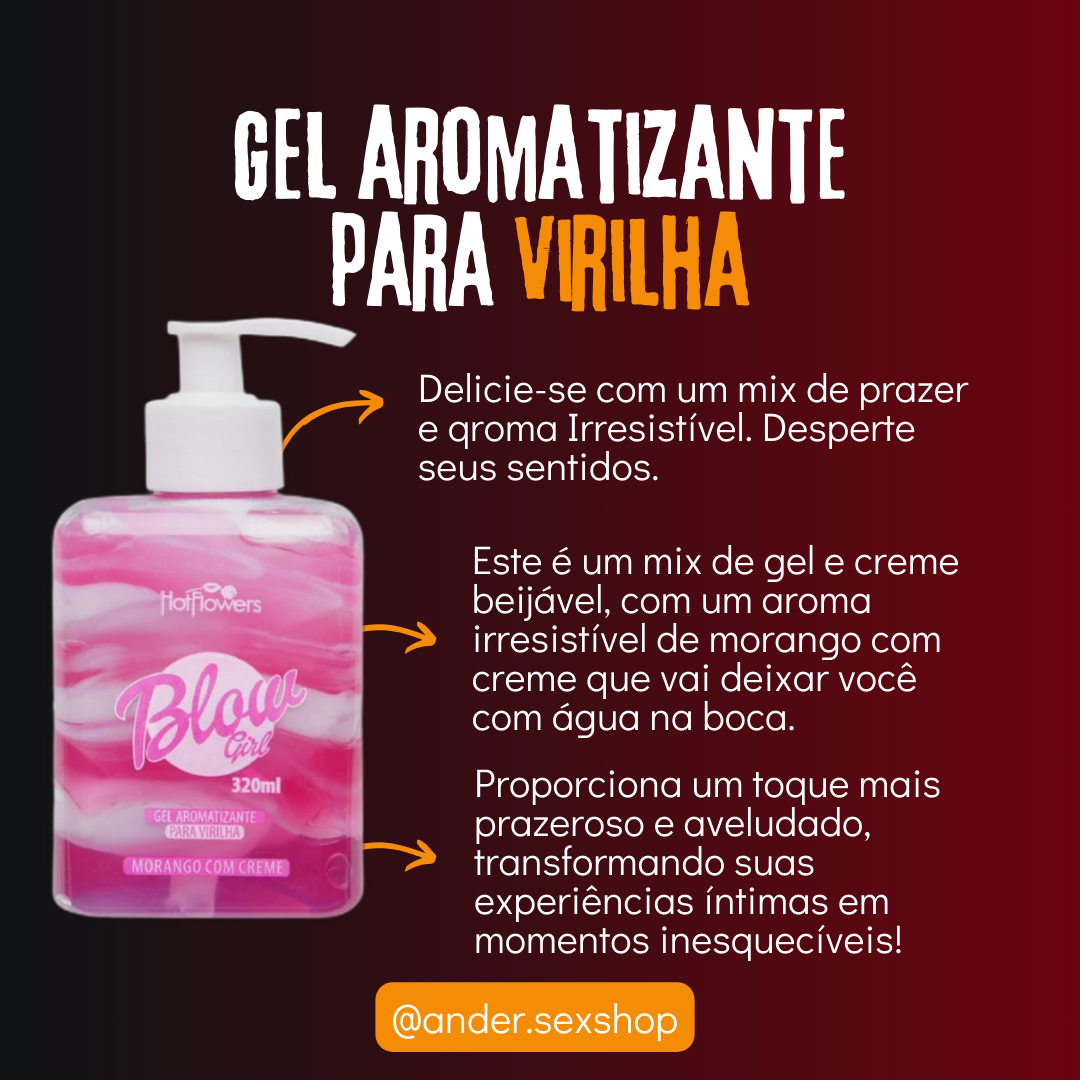 GEL AROMATIZANTE
PARA VIRILHA
Delicie-se com um mix de prazer
e qroma Irresistível. Desperte
seus sentidos.
HotFlowers
Blow
Girl
320ml
GEL AROMATIZANTE
PARA VIRILHA
MORANGO COM CREME
Este é um mix de gel e creme
beijável, com um aroma
irresistível de morango com
creme que vai deixar você
com água na boca.
Proporciona um toque mais
prazeroso e aveludado,
transformando suas
experiências íntimas em
momentos inesquecíveis!
@ander.sexshop